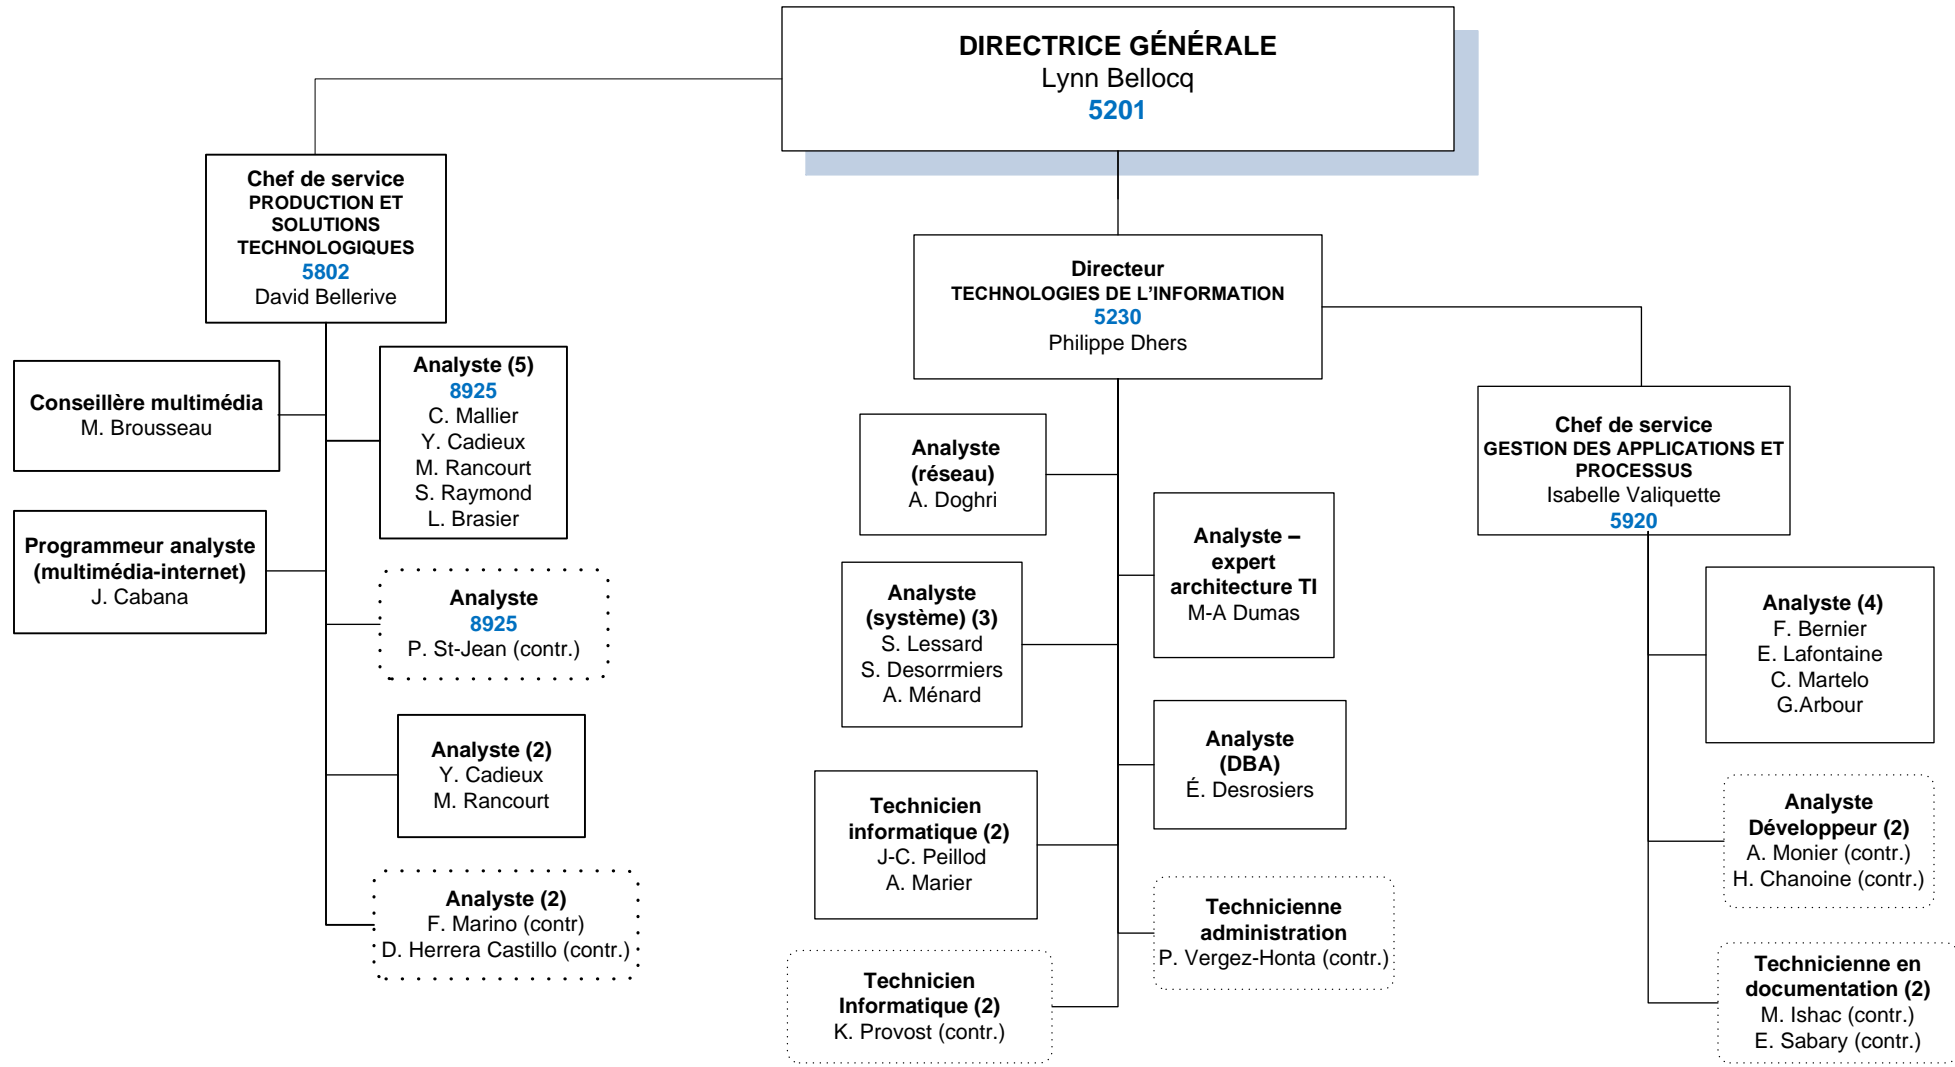 DIRECTRICE GÉNÉRALE
Lynn Bellocq
5201
Chef de service
PRODUCTION ET
SOLUTIONS
TECHNOLOGIQUES
5802
David Bellerive
Conseillère multimédia
M. Brousseau
Programmeur analyste
(multimédia-internet)
J. Cabana
Analyste (5)
8925
C. Mallier
Y. Cadieux
M. Rancourt
S. Raymond
L. Brasier
Analyste
8925
P. St-Jean (contr.)
Analyste (2)
Y. Cadieux
M. Rancourt
Analyste (2)
F. Marino (contr)
D. Herrera Castillo (contr.)
Directeur
TECHNOLOGIES DE L’INFORMATION
5230
Philippe Dhers
Analyste
(réseau)
A. Doghri
Analyste
(système) (3)
S. Lessard
S. Desorrmiers
A. Ménard
Technicien
informatique (2)
J-C. Peillod
A. Marier
Technicien
Informatique (2)
K. Provost (contr.)
Analyste –
expert
architecture TI
M-A Dumas
Analyste
(DBA)
É. Desrosiers
Technicienne
administration
P. Vergez-Honta (contr.)
Chef de service
GESTION DES APPLICATIONS ET
PROCESSUS
Isabelle Valiquette
5920
Analyste (4)
F. Bernier
E. Lafontaine
C. Martelo
G.Arbour
Analyste
Développeur (2)
A. Monier (contr.)
H. Chanoine (contr.)
Technicienne en
documentation (2)
M. Ishac (contr.)
E. Sabary (contr.)